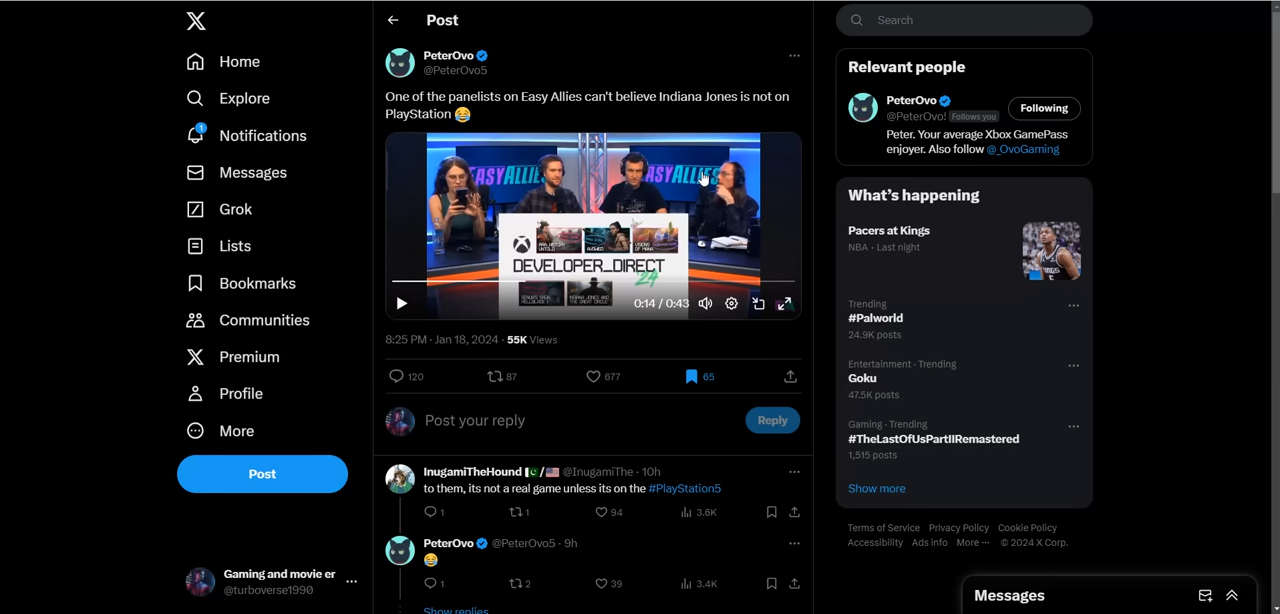 Home
Explore
1
Notifications
Messages
Grok
Lists
Bookmarks
Communities
Premium
Profile
More
Post
Gaming and movie er
@turboverse1990
Post
PeterOvo
@PeterOvo5
One of the panelists on Easy Allies can't believe Indiana Jones is not on
PlayStation 😂
EASY ALLIES
DEVELOPER_DIRECT
24
0:14 / 0:43
8:25 PM · Jan 18, 2024 · 55K Views
120
87
677
65
Post your reply
Reply
InugamiTheHound 🇵🇰/🇺🇸 @InugamiThe · 10h
to them, its not a real game unless its on the #PlayStation5
1
1
94
3.6K
PeterOvo @PeterOvo5 · 9h
😂
1
2
39
3.4K
Show replies
Search
Relevant people
PeterOvo
@PeterOvo! Follows you
Following
Peter. Your average Xbox GamePass
enjoyer. Also follow @_OvoGaming
What's happening
Pacers at Kings
NBA · Last night
Trending
#Palworld
24.9K posts
Entertainment · Trending
Goku
47.5K posts
Gaming · Trending
#TheLastOfUsPartIIRemastered
1,515 posts
Show more
Terms of Service Privacy Policy Cookie Policy
Accessibility Ads info More ··· © 2024 X Corp.
Messages